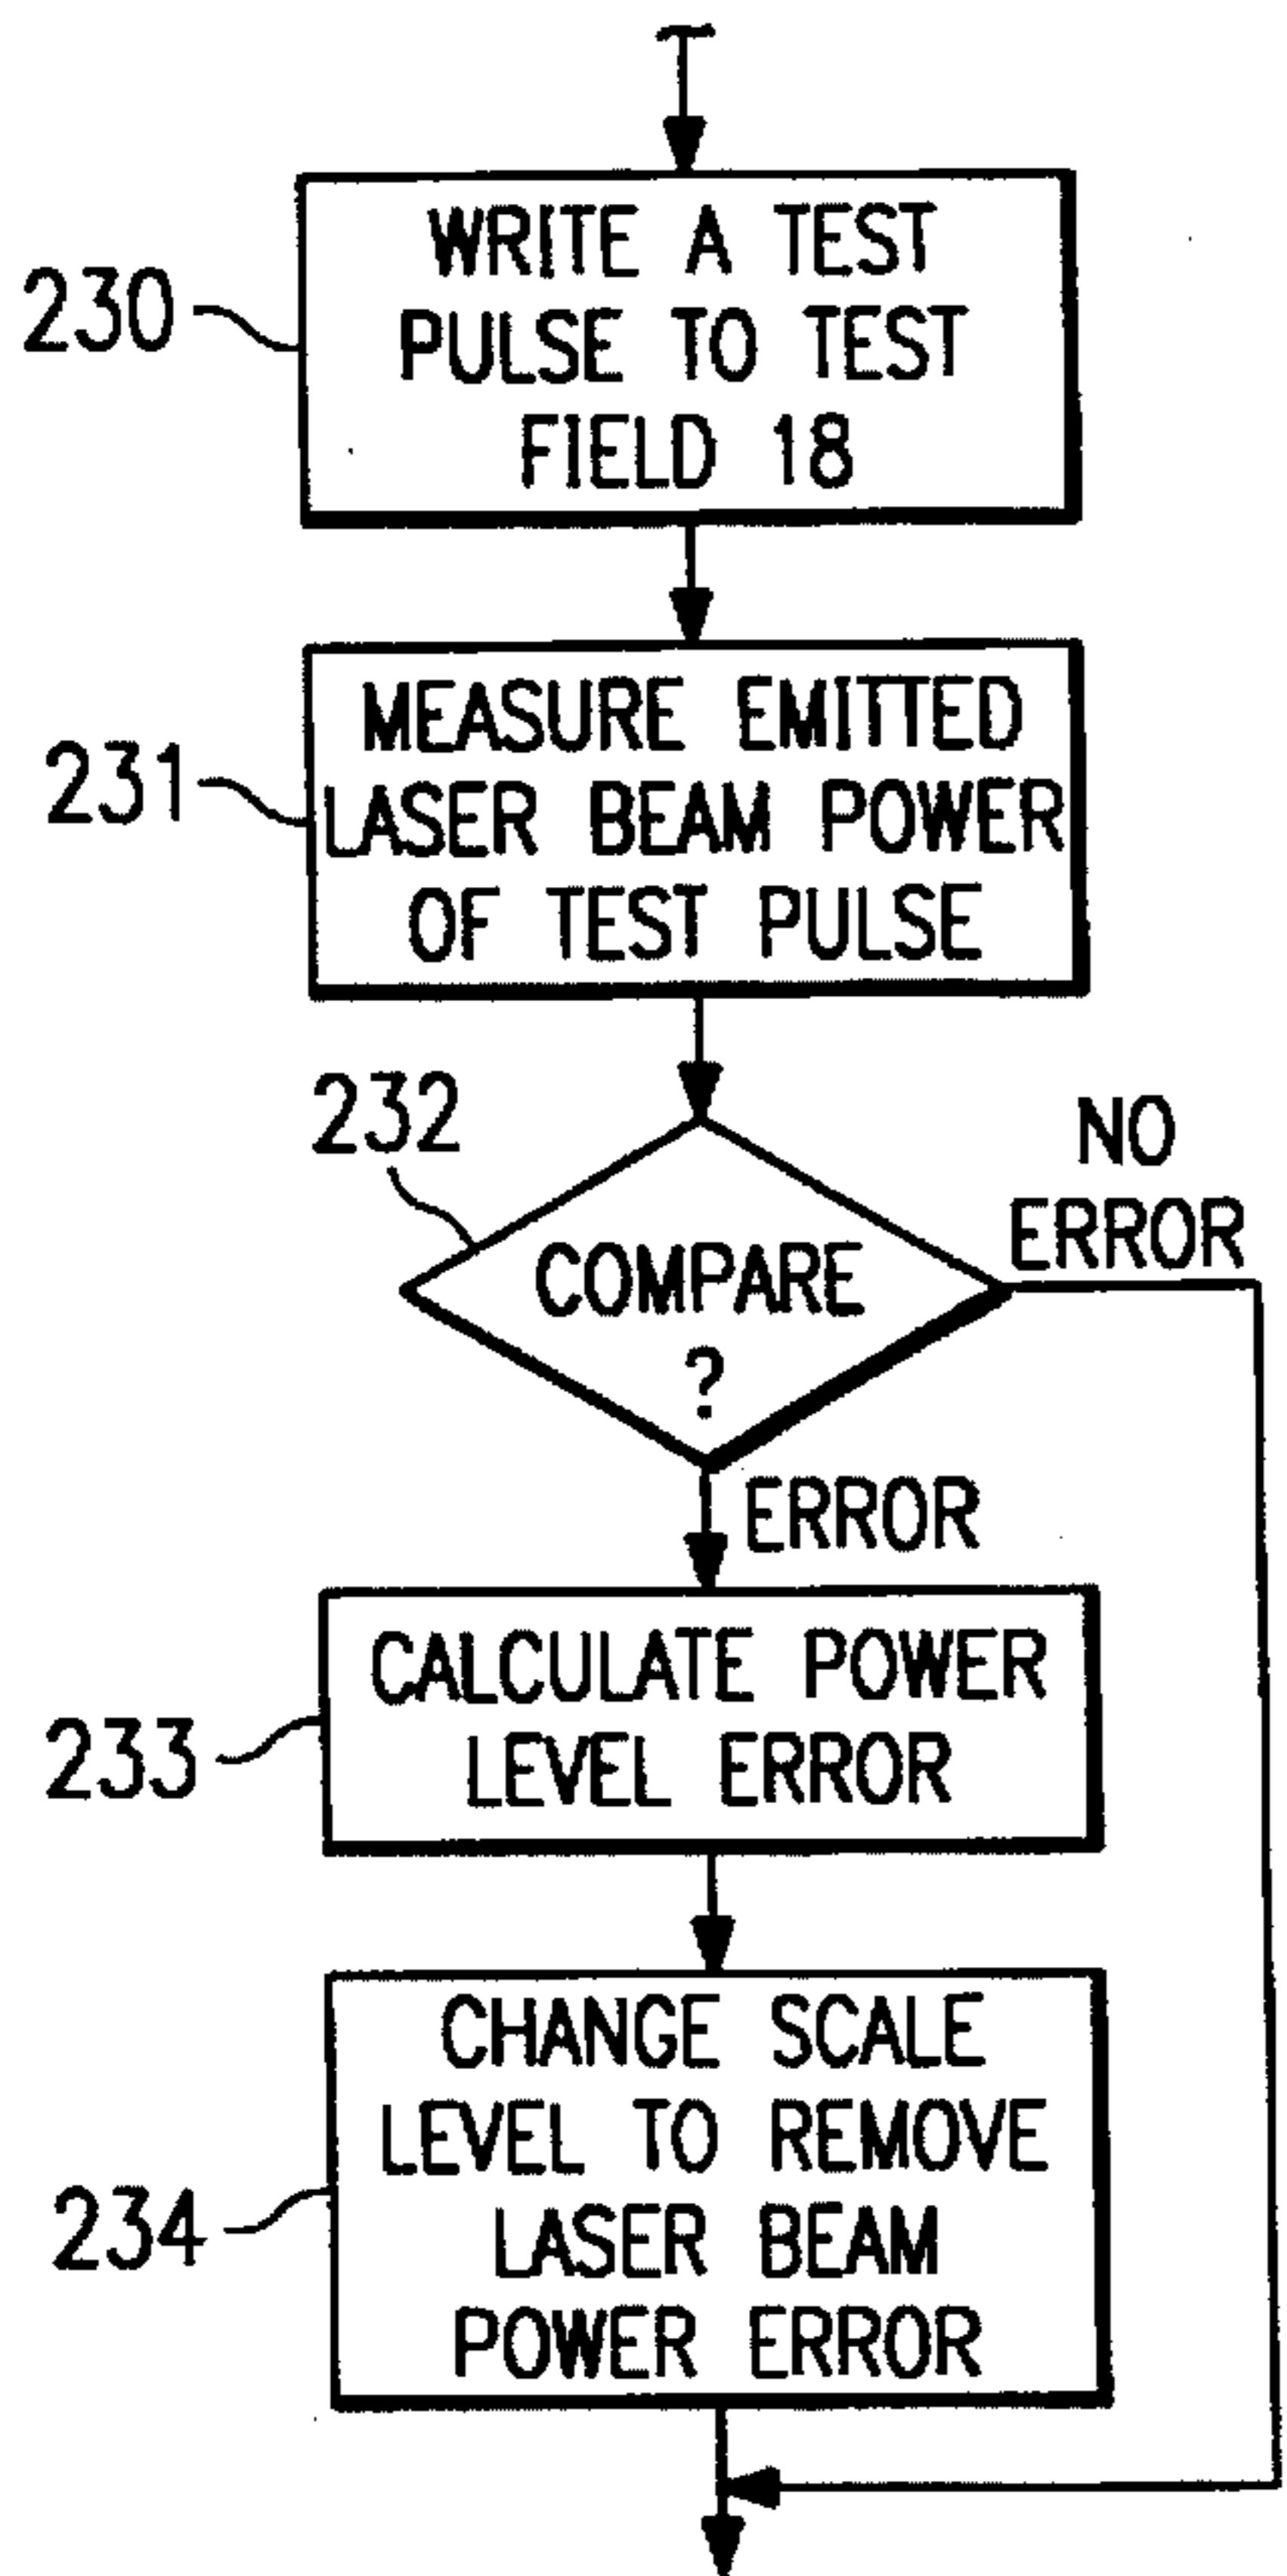 230
WRITE A TEST
PULSE TO TEST
FIELD 18
231
MEASURE EMITTED
LASER BEAM POWER
OF TEST PULSE
232
COMPARE
?
NO
ERROR
ERROR
233
CALCULATE POWER
LEVEL ERROR
234
CHANGE SCALE
LEVEL TO REMOVE
LASER BEAM
POWER ERROR